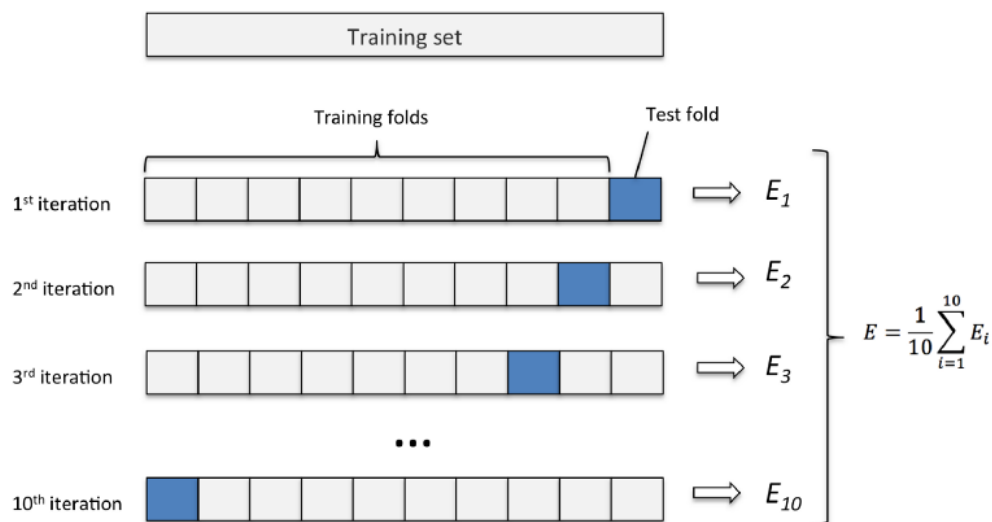 Training set
Training folds
Test fold
1st iteration
E1
2nd iteration
E2
3rd iteration
E3
E = 1/10 ∑ i=1 10 Ei
...
10th iteration
E10